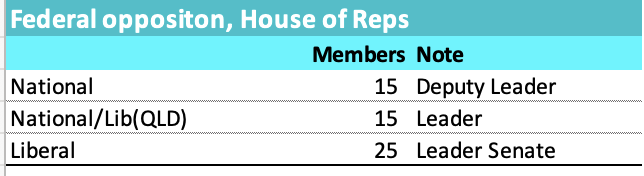 Federal oppositon, House of Reps
Members Note
National 15 Deputy Leader
National/Lib(QLD) 15 Leader
Liberal 25 Leader Senate